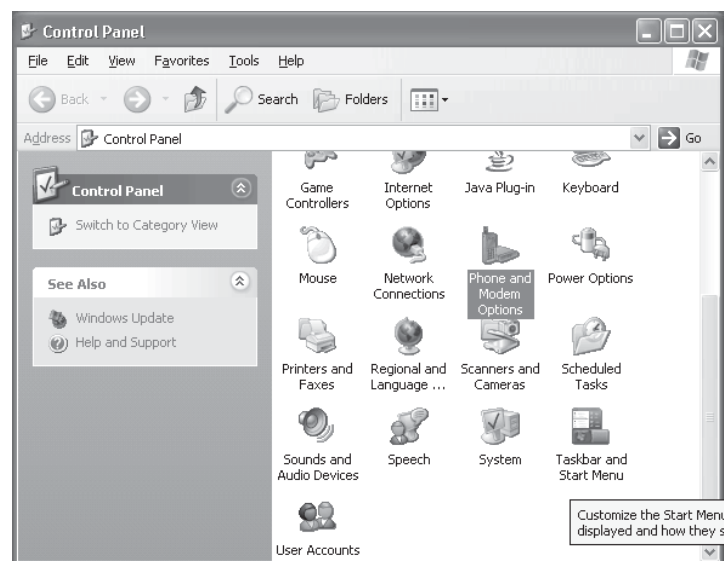 Control Panel
File Edit View Favorites Tools Help
Back Search Folders
Address Control Panel Go
Control Panel
Switch to Category View
See Also
Windows Update
Help and Support
Game
Controllers
Internet
Options
Java Plug-in
Keyboard
Mouse
Network
Connections
Phone and
Modem
Options
Power Options
Printers and
Faxes
Regional and
Language ...
Scanners and
Cameras
Scheduled
Tasks
Sounds and
Audio Devices
Speech
System
Taskbar and
Start Menu
User Accounts
Customize the Start Menu
displayed and how they s